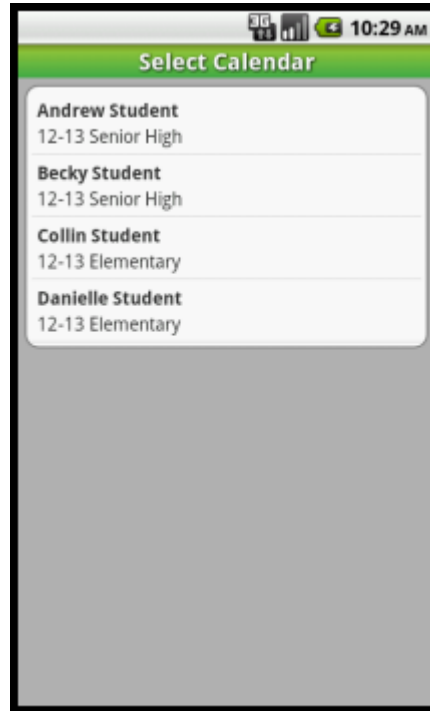 3G 10:29 AM
Select Calendar
Andrew Student
12-13 Senior High
Becky Student
12-13 Senior High
Collin Student
12-13 Elementary
Danielle Student
12-13 Elementary